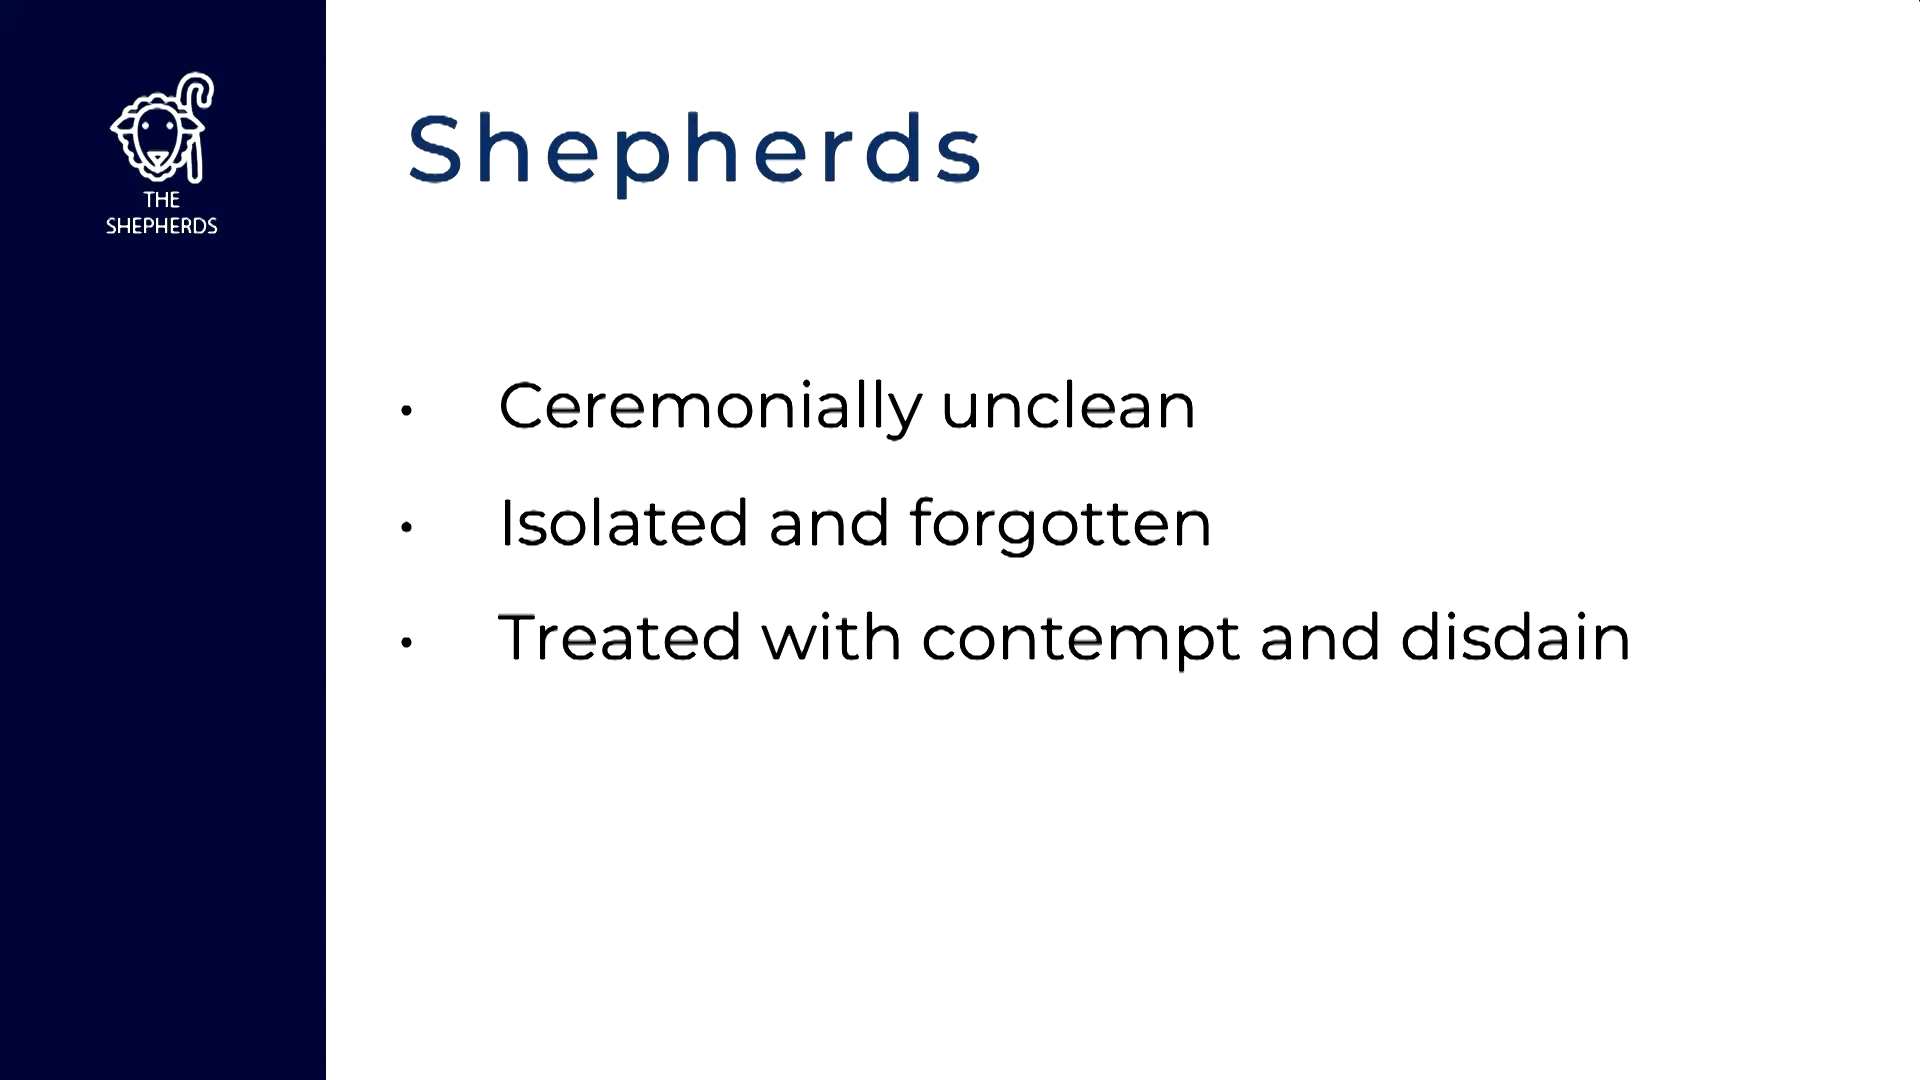 THE
SHEPHERDS
Shepherds
• Ceremonially unclean
• Isolated and forgotten
• Treated with contempt and disdain